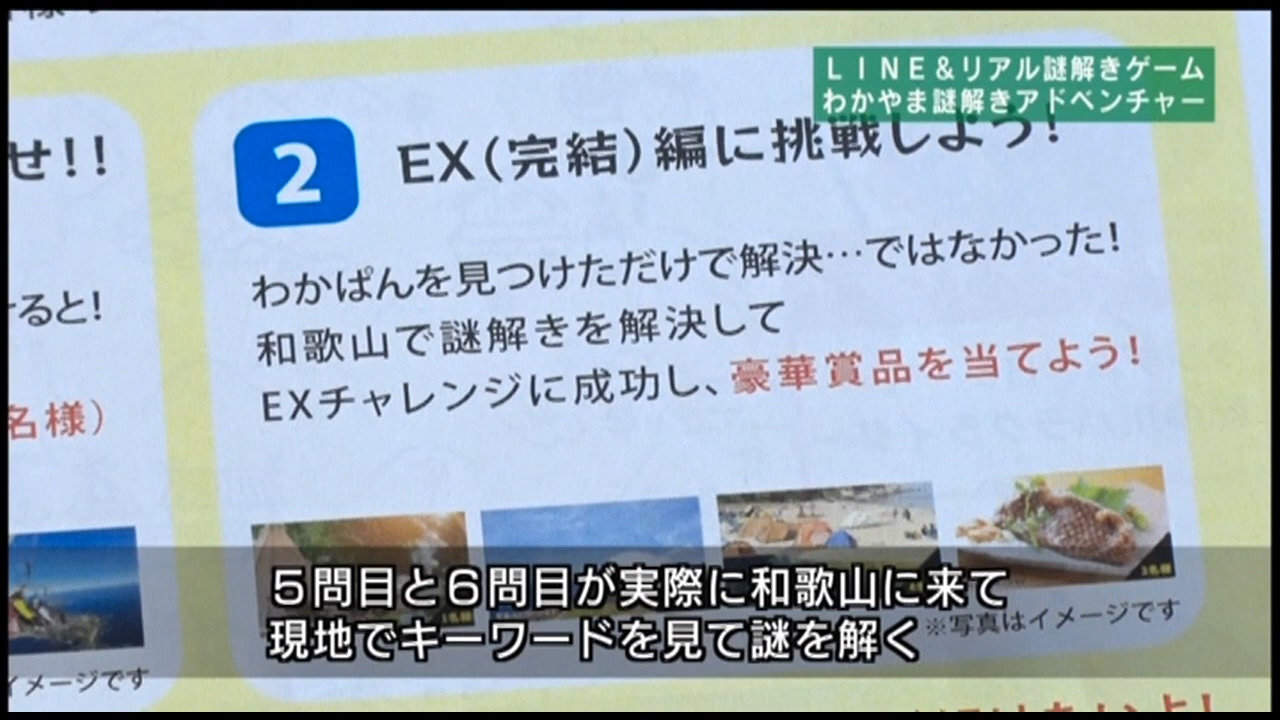 LINE&リアル謎解きゲーム
わかやま謎解きアドベンチャー
せ!!
2
EX(完結)編に挑戦しよう!
わかぱんを見つけただけで解決…ではなかった!
和歌山で謎解きを解決して
EXチャレンジに成功し、豪華賞品を当てよう!
ると!
名様)
5問目と6問目が実際に和歌山に来て
現地でキーワードを見て謎を解く
※写真はイメージです
イメージです